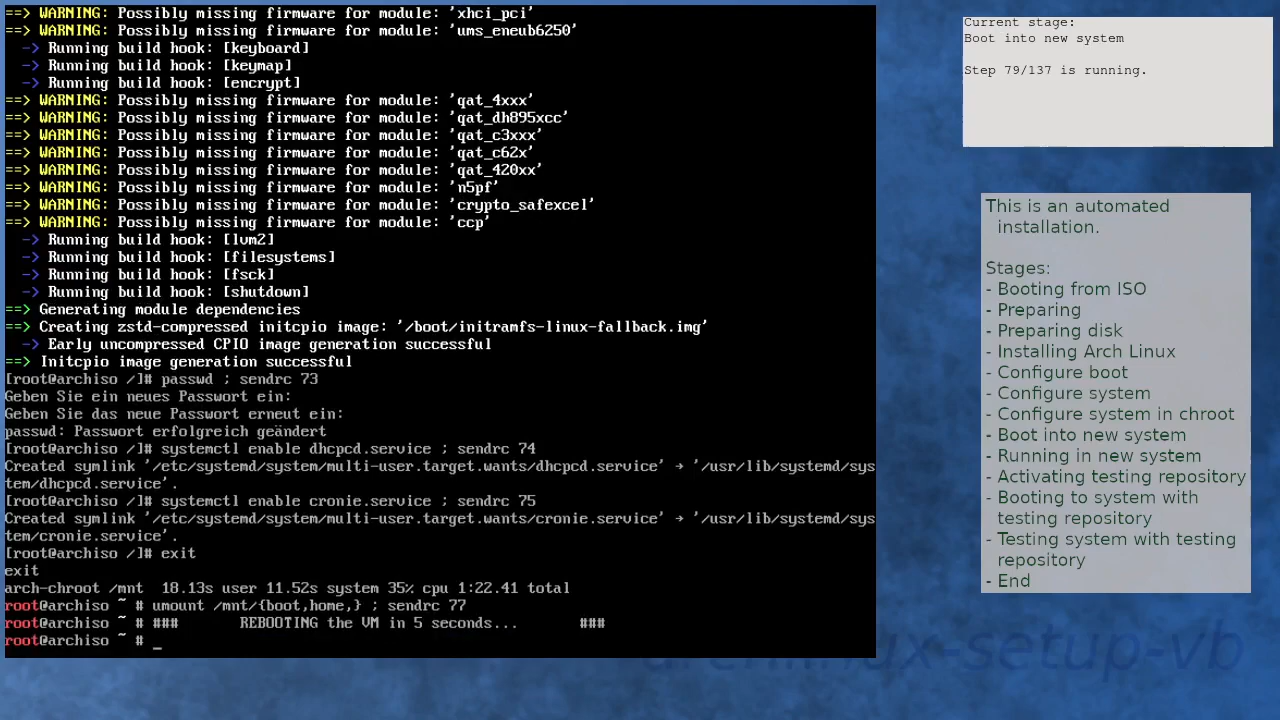 ==> WARNING: Possibly missing firmware for module: 'xhci_pci'
==> WARNING: Possibly missing firmware for module: 'ums_eneub6250'
-> Running build hook: [keyboard]
-> Running build hook: [keymap]
-> Running build hook: [encrypt]
==> WARNING: Possibly missing firmware for module: 'qat_4xxx'
==> WARNING: Possibly missing firmware for module: 'qat_dh895xcc'
==> WARNING: Possibly missing firmware for module: 'qat_c3xxx'
==> WARNING: Possibly missing firmware for module: 'qat_c62x'
==> WARNING: Possibly missing firmware for module: 'qat_420xx'
==> WARNING: Possibly missing firmware for module: 'n5pf'
==> WARNING: Possibly missing firmware for module: 'crypto_safexcel'
==> WARNING: Possibly missing firmware for module: 'ccp'
-> Running build hook: [lvm2]
-> Running build hook: [filesystems]
-> Running build hook: [fsck]
-> Running build hook: [shutdown]
==> Generating module dependencies
==> Creating zstd-compressed initcpio image: '/boot/initramfs-linux-fallback.img'
-> Early uncompressed CPIO image generation successful
==> Initcpio image generation successful
[root@archiso /]# passwd ; sendrc 73
Geben Sie ein neues Passwort ein:
Geben Sie das neue Passwort erneut ein:
passwd: Passwort erfolgreich geändert
[root@archiso /]# systemctl enable dhcpcd.service ; sendrc 74
Created symlink '/etc/systemd/system/multi-user.target.wants/dhcpcd.service' → '/usr/lib/systemd/sys
tem/dhcpcd.service'.
[root@archiso /]# systemctl enable cronie.service ; sendrc 75
Created symlink '/etc/systemd/system/multi-user.target.wants/cronie.service' → '/usr/lib/systemd/sys
tem/cronie.service'.
[root@archiso /]# exit
exit
arch-chroot /mnt  18.13s user 11.52s system 35% cpu 1:22.41 total
root@archiso ~ # umount /mnt/{boot,home,} ; sendrc 77
root@archiso ~ # ###       REBOOTING the VM in 5 seconds...       ###
root@archiso ~ # _
Current stage:
Boot into new system
Step 79/137 is running.
This is an automated
installation.
Stages:
- Booting from ISO
- Preparing
- Preparing disk
- Installing Arch Linux
- Configure boot
- Configure system
- Configure system in chroot
- Boot into new system
- Running in new system
- Activating testing repository
- Booting to system with
testing repository
- Testing system with testing
repository
- End
linux-setup-vb